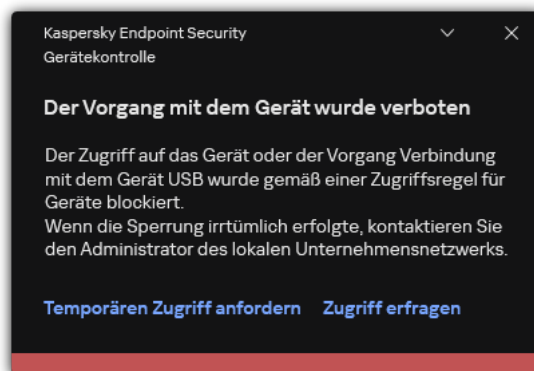 Kaspersky Endpoint Security
Gerätekontrolle
Der Vorgang mit dem Gerät wurde verboten
Der Zugriff auf das Gerät oder der Vorgang Verbindung
mit dem Gerät USB wurde gemäß einer Zugriffsregel für
Geräte blockiert.
Wenn die Sperrung irrtümlich erfolgte, kontaktieren Sie
den Administrator des lokalen Unternehmensnetzwerks.
Temporären Zugriff anfordern Zugriff erfragen